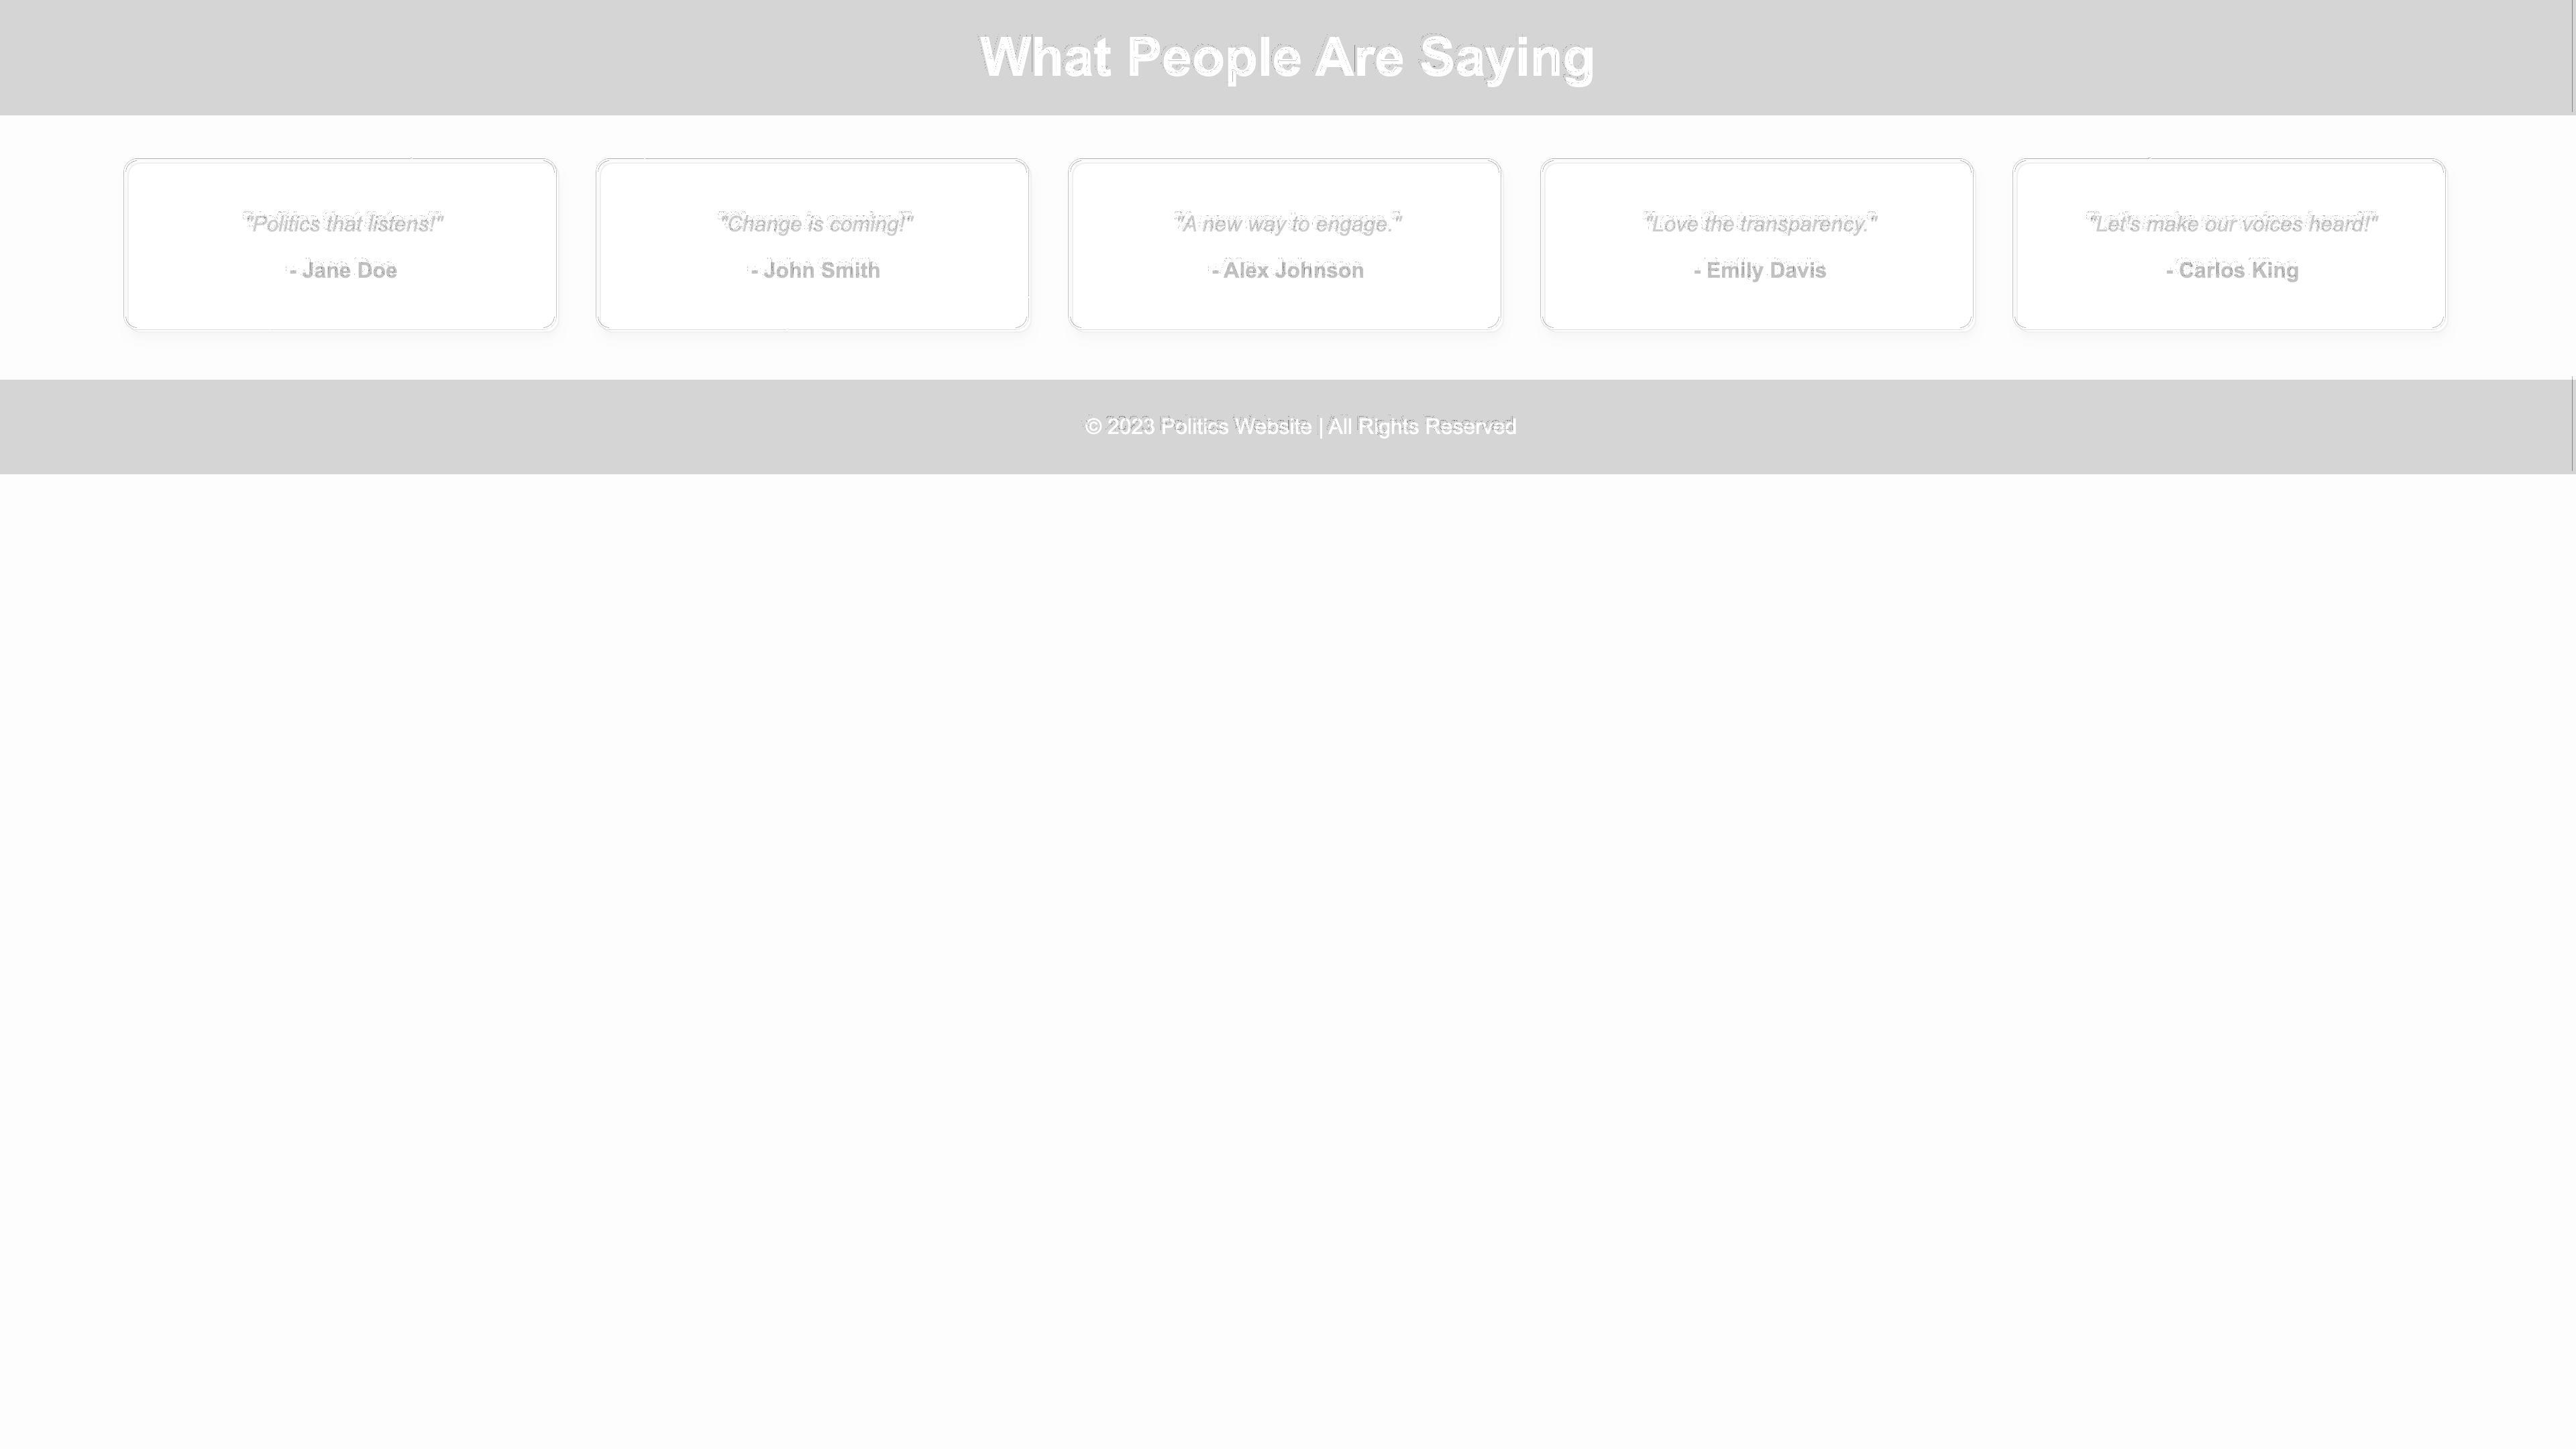 What People Are Saying
"Politics that listens!"
- Jane Doe
"Change is coming!"
- John Smith
"A new way to engage."
- Alex Johnson
"Love the transparency."
- Emily Davis
"Let's make our voices heard!"
- Carlos King
© 2023 Politics Website | All Rights Reserved